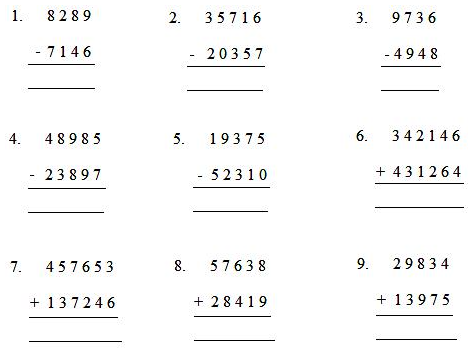 1. 8289 2. 35716 3. 9736
- 7146 - 20357 - 4948
4. 48985 5. 19375 6. 342146
- 23897 - 52310 + 431264
7. 457653 8. 57638 9. 29834
+ 137246 + 28419 + 13975